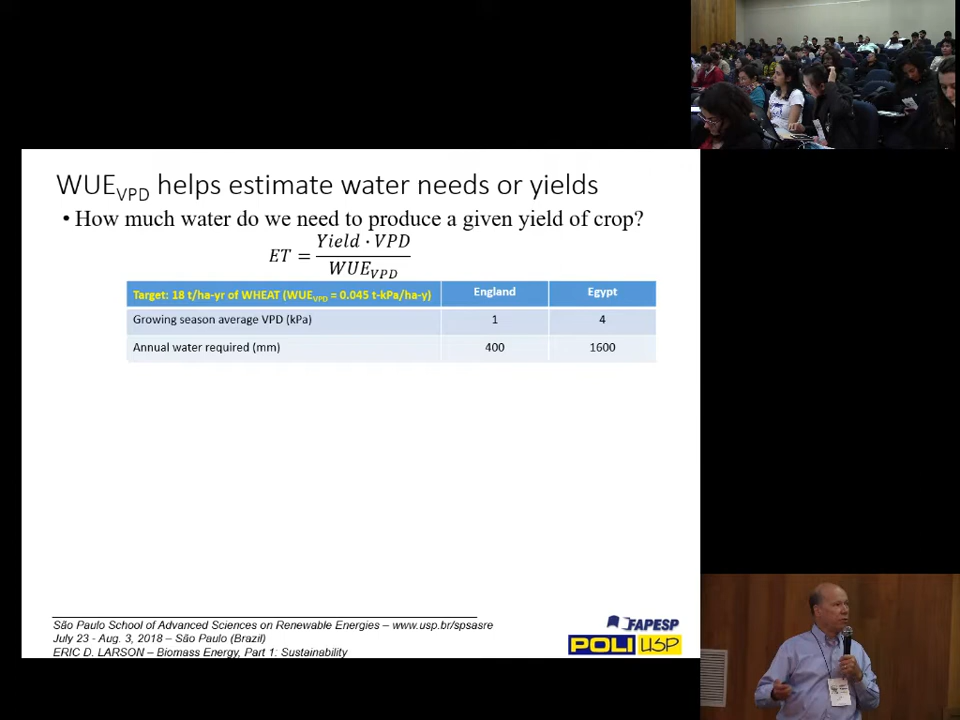 WUEVPD helps estimate water needs or yields
• How much water do we need to produce a given yield of crop?
ET = Yield · VPD / WUEVPD
Target: 18 t/ha-yr of WHEAT (WUEVPD = 0.045 t-kPa/ha-y) England Egypt
Growing season average VPD (kPa) 1 4
Annual water required (mm) 400 1600
São Paulo School of Advanced Sciences on Renewable Energies – www.usp.br/spsasre
July 23 - Aug. 3, 2018 – São Paulo (Brazil)
ERIC D. LARSON – Biomass Energy, Part 1: Sustainability
FAPESP
POLI USP